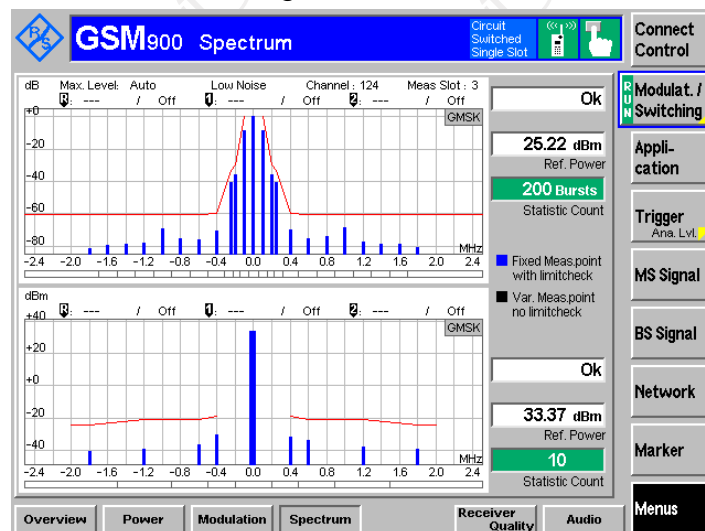 R&S
GSM900 Spectrum
Circuit
Switched
Single Slot
Connect
Control
dB Max. Level: Auto Low Noise Channel : 124 Meas Slot : 3
R: --- / Off 1: --- / Off 2: --- / Off
GMSK
+0
-20
-40
-60
-80
MHz
-2.4 -2.0 -1.6 -1.2 -0.8 -0.4 0.0 0.4 0.8 1.2 1.6 2.0 2.4
Ok
25.22 dBm
Ref. Power
200 Bursts
Statistic Count
Fixed Meas.point
with limitcheck
Var. Meas.point
no limitcheck
dBm
R: --- / Off 1: --- / Off 2: --- / Off
GMSK
+40
+20
+0
-20
-40
MHz
-2.4 -2.0 -1.6 -1.2 -0.8 -0.4 0.0 0.4 0.8 1.2 1.6 2.0 2.4
Ok
33.37 dBm
Ref. Power
10
Statistic Count
RUN
Modulat. /
Switching
Appli-
cation
Trigger
Ana. Lvl.
MS Signal
BS Signal
Network
Marker
Menus
Overview Power Modulation Spectrum Receiver
Quality Audio